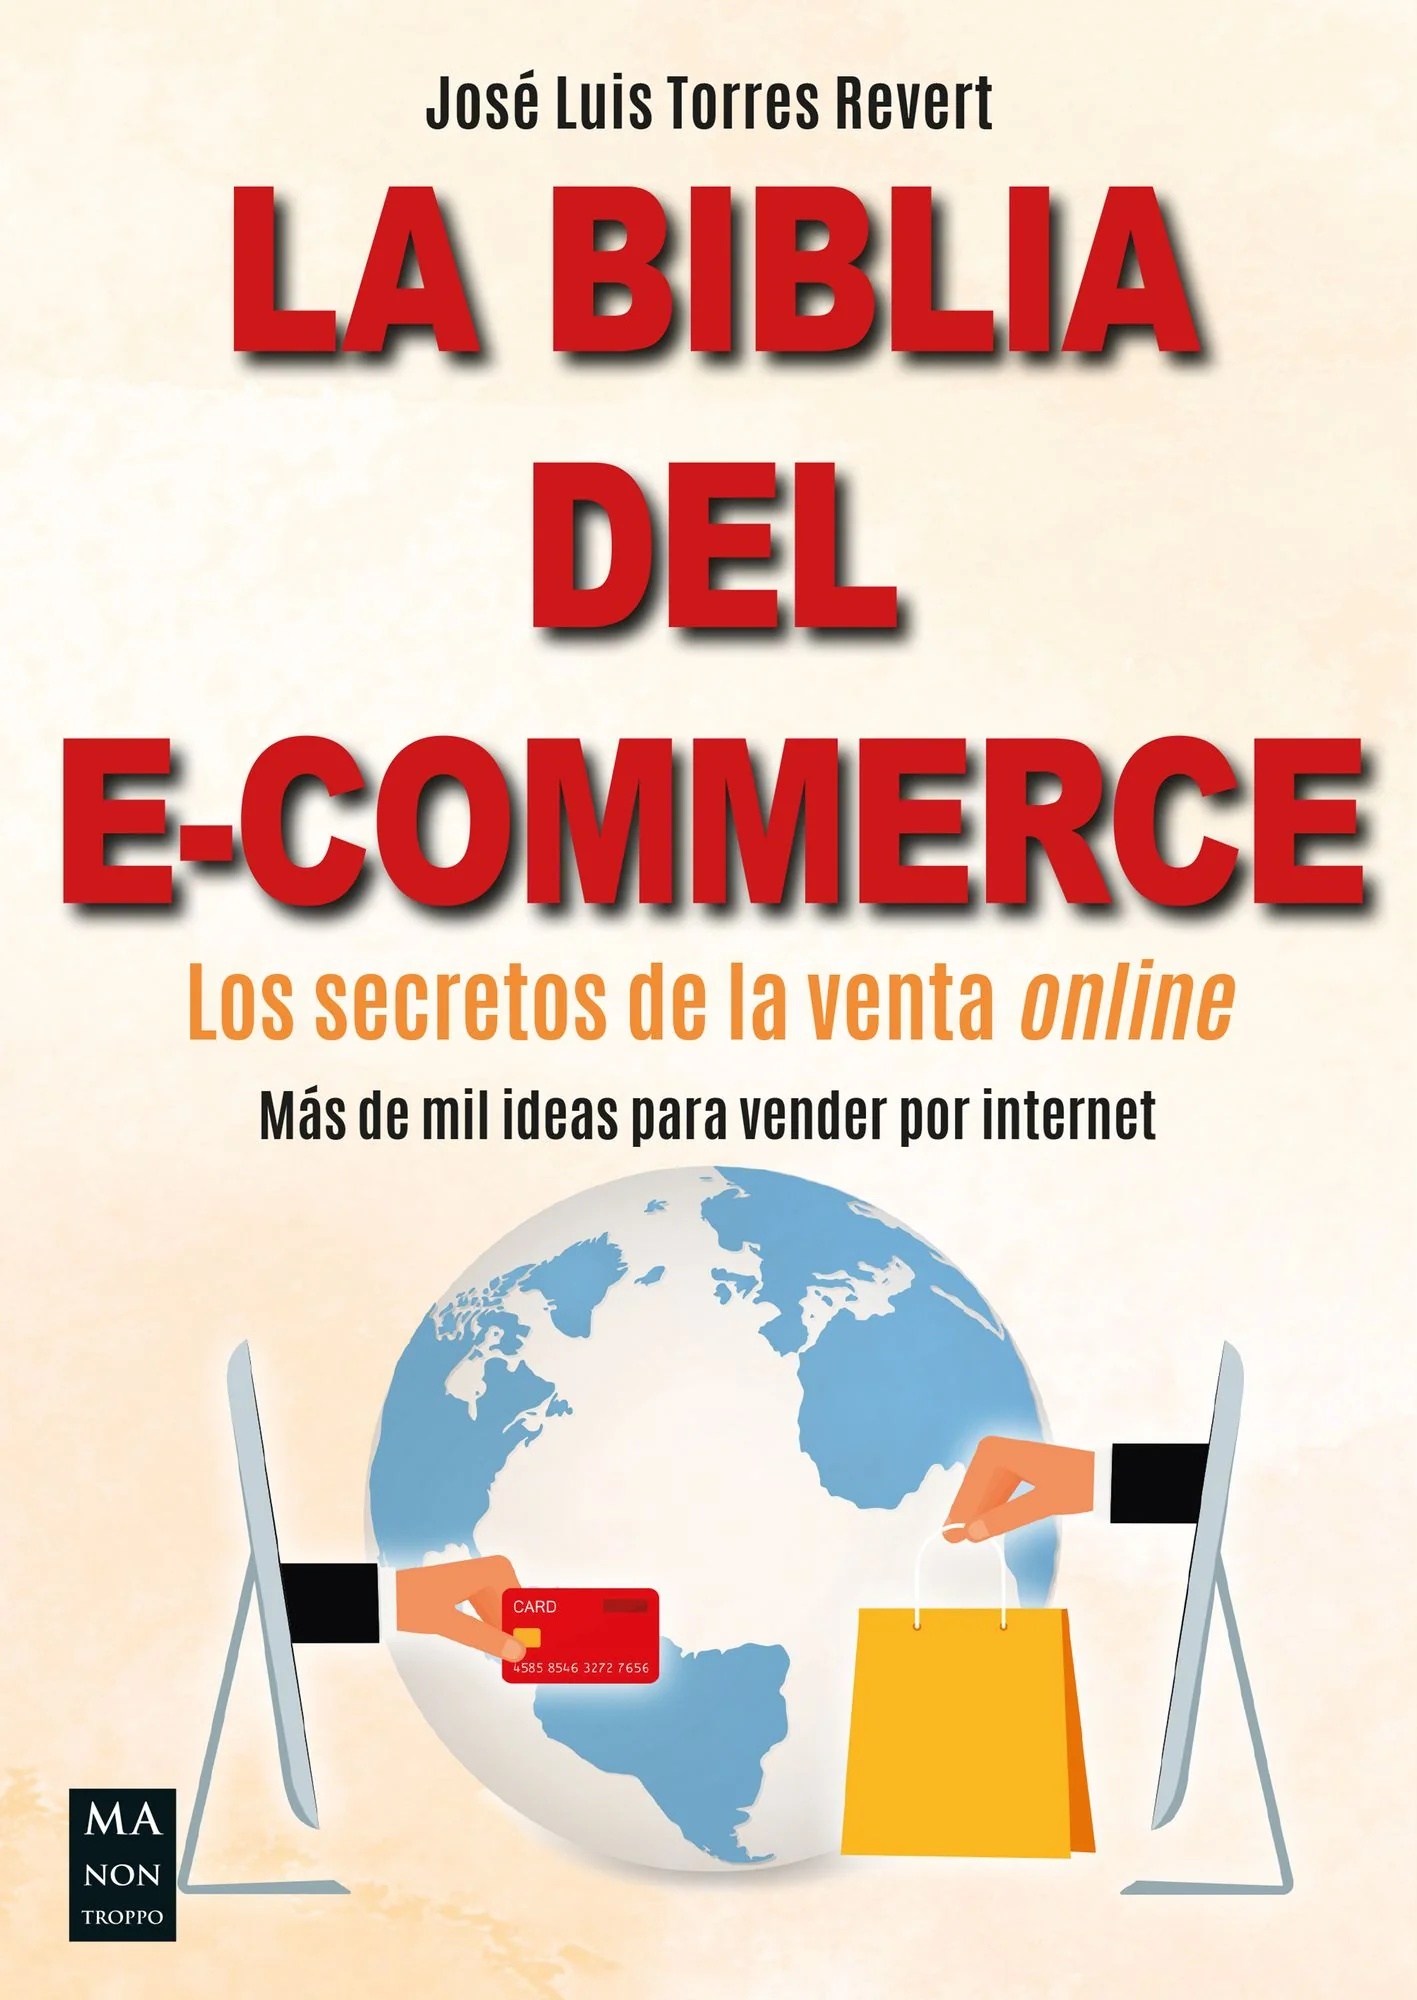 José Luis Torres Revert
LA BIBLIA
DEL
E-COMMERCE
Los secretos de la venta online
Más de mil ideas para vender por internet
CARD
4585 8546 3272 7656
MA
NON
TROPPO